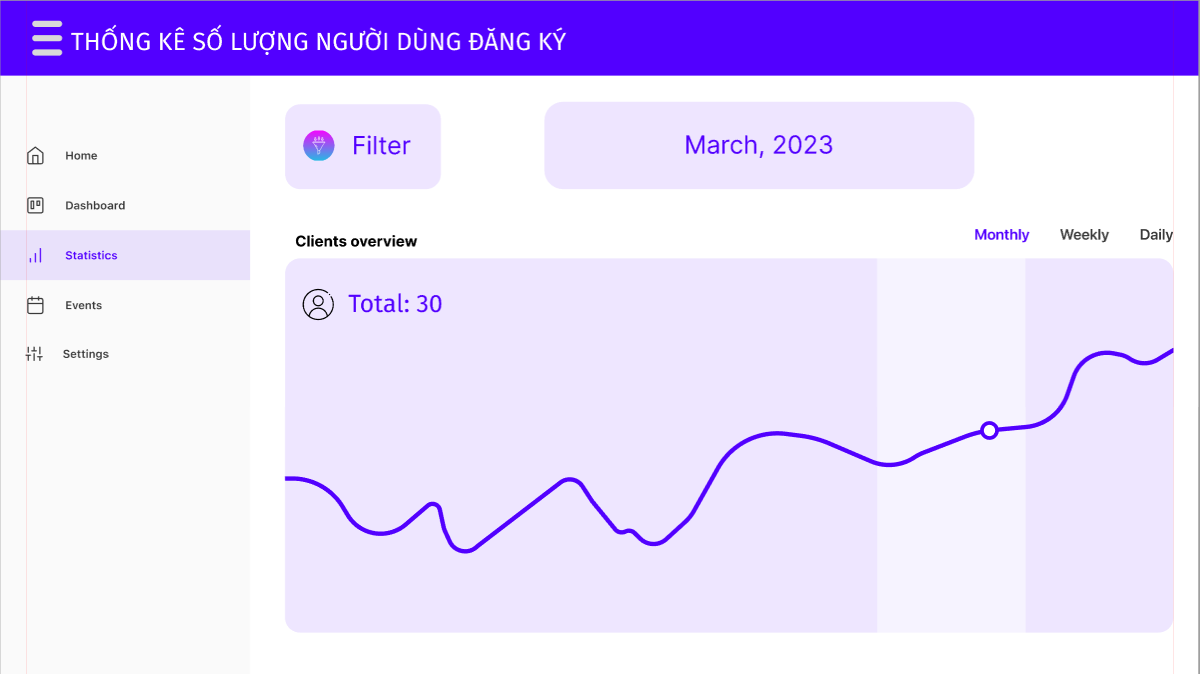 THỐNG KÊ SỐ LƯỢNG NGƯỜI DÙNG ĐĂNG KÝ
Home
Dashboard
Statistics
Events
Settings
Filter
March, 2023
Clients overview
Monthly Weekly Daily
Total: 30